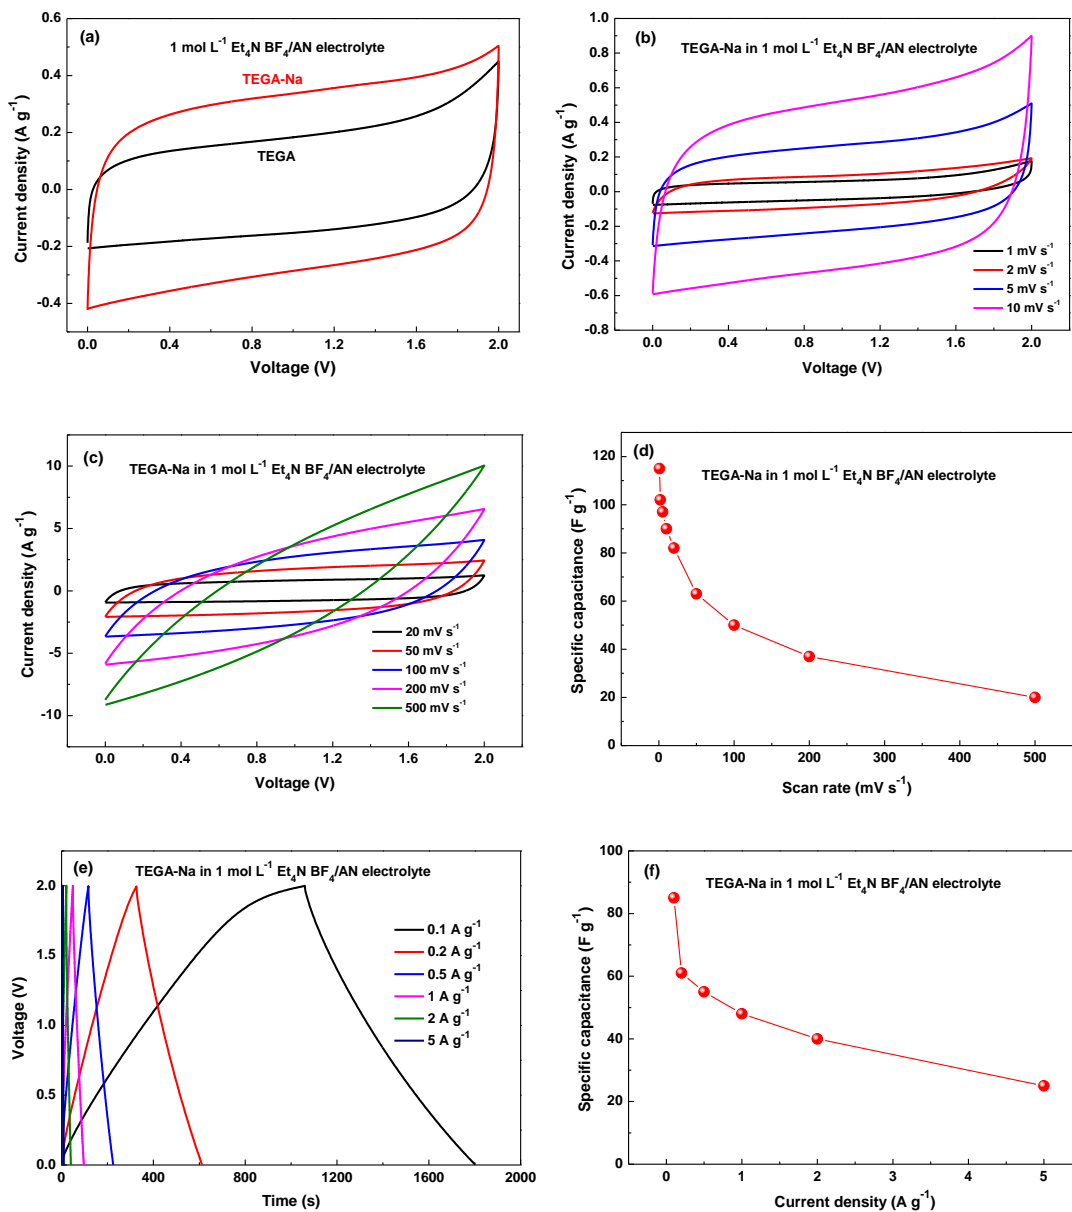 (a)
1 mol L⁻¹ Et₄N BF₄/AN electrolyte
TEGA-Na
TEGA
Current density (A g⁻¹)
0.6
0.4
0.2
0.0
-0.2
-0.4
0.0 0.4 0.8 1.2 1.6 2.0
Voltage (V)
(b)
TEGA-Na in 1 mol L⁻¹ Et₄N BF₄/AN electrolyte
Current density (A g⁻¹)
1.0
0.8
0.6
0.4
0.2
0.0
-0.2
-0.4
-0.6
-0.8
1 mV s⁻¹
2 mV s⁻¹
5 mV s⁻¹
10 mV s⁻¹
0.0 0.4 0.8 1.2 1.6 2.0
Voltage (V)
(c)
TEGA-Na in 1 mol L⁻¹ Et₄N BF₄/AN electrolyte
Current density (A g⁻¹)
10
5
0
-5
-10
20 mV s⁻¹
50 mV s⁻¹
100 mV s⁻¹
200 mV s⁻¹
500 mV s⁻¹
0.0 0.4 0.8 1.2 1.6 2.0
Voltage (V)
(d)
TEGA-Na in 1 mol L⁻¹ Et₄N BF₄/AN electrolyte
Specific capacitance (F g⁻¹)
120
100
80
60
40
20
0
0 100 200 300 400 500
Scan rate (mV s⁻¹)
(e)
TEGA-Na in 1 mol L⁻¹ Et₄N BF₄/AN electrolyte
Voltage (V)
2.0
1.5
1.0
0.5
0.0
0.1 A g⁻¹
0.2 A g⁻¹
0.5 A g⁻¹
1 A g⁻¹
2 A g⁻¹
5 A g⁻¹
0 400 800 1200 1600 2000
Time (s)
(f)
TEGA-Na in 1 mol L⁻¹ Et₄N BF₄/AN electrolyte
Specific capacitance (F g⁻¹)
100
80
60
40
20
0
0 1 2 3 4 5
Current density (A g⁻¹)